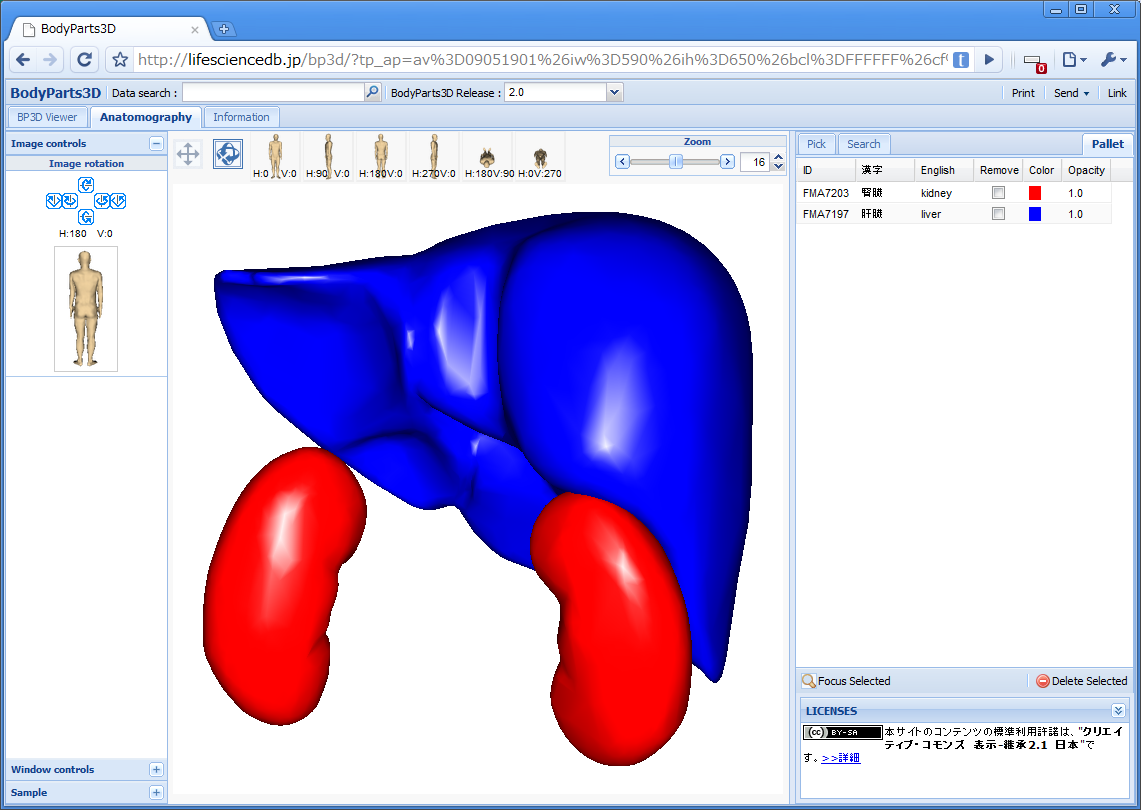 BodyParts3D
http://lifesciencedb.jp/bp3d/?tp_ap=av%3D09051901%26iw%3D590%26ih%3D650%26bcl%3DFFFFFF%26cf%
t
0
BodyParts3D Data search : BodyParts3D Release : 2.0 Print Send Link
BP3D Viewer Anatomography Information
Image controls
Image rotation
H:180 V:0
H:0 V:0 H:90 V:0 H:180V:0 H:270V:0 H:180V:90 H:0V:270
Zoom
16
Pick Search Pallet
ID 漢字 English Remove Color Opacity
FMA7203 腎臓 kidney 1.0
FMA7197 肝臓 liver 1.0
Focus Selected Delete Selected
LICENSES
cc BY-SA 本サイトのコンテンツの標準利用許諾は、"クリエイ
ティブ・コモンズ 表示-継承2.1 日本"で
す。>>詳細
Window controls
Sample